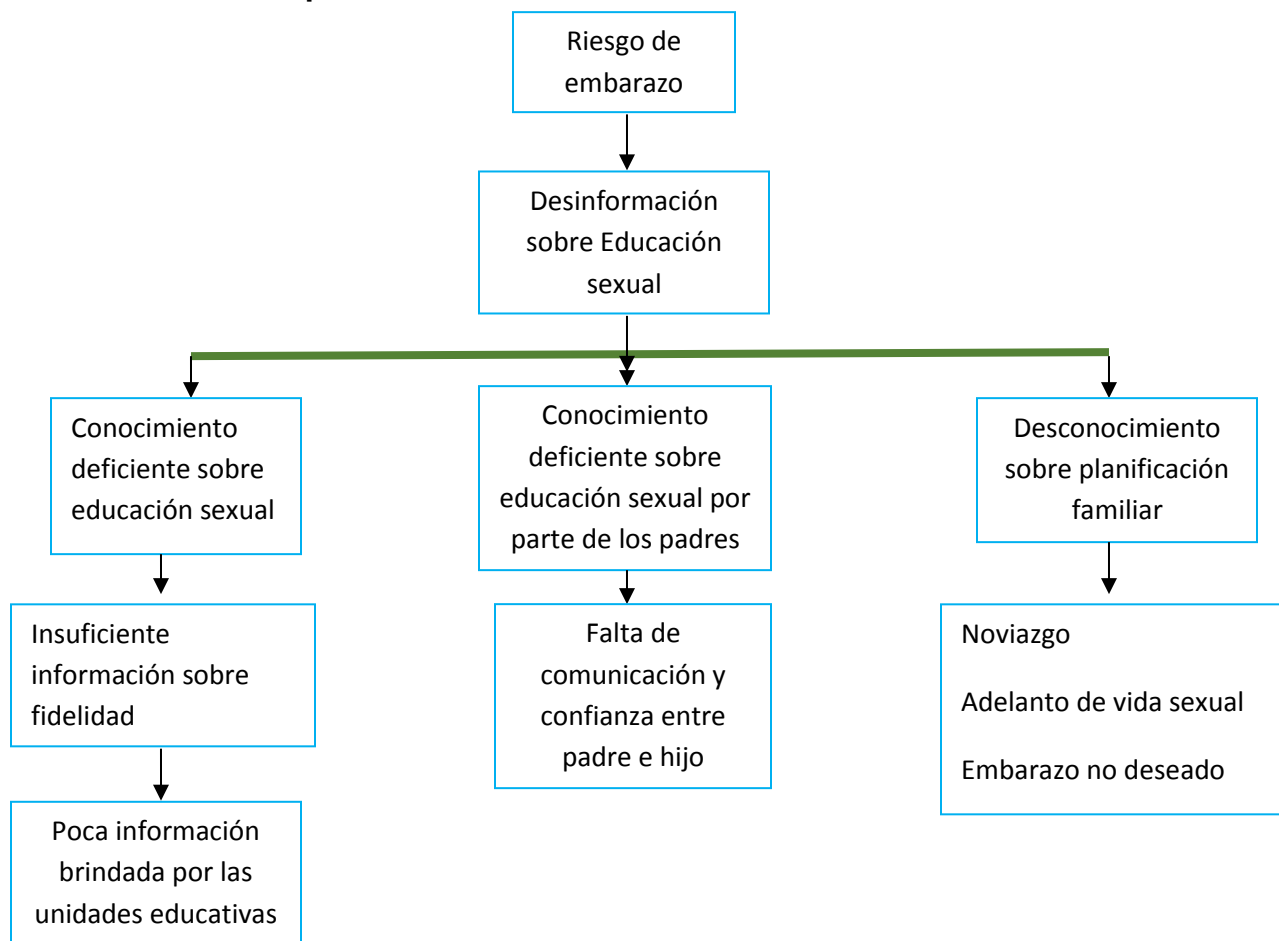 Riesgo de
embarazo
Desinformación
sobre Educación
sexual
Conocimiento
deficiente sobre
educación sexual
Conocimiento
deficiente sobre
educación sexual por
parte de los padres
Desconocimiento
sobre planificación
familiar
Insuficiente
información sobre
fidelidad
Falta de
comunicación y
confianza entre
padre e hijo
Noviazgo
Adelanto de vida sexual
Embarazo no deseado
Poca información
brindada por las
unidades educativas